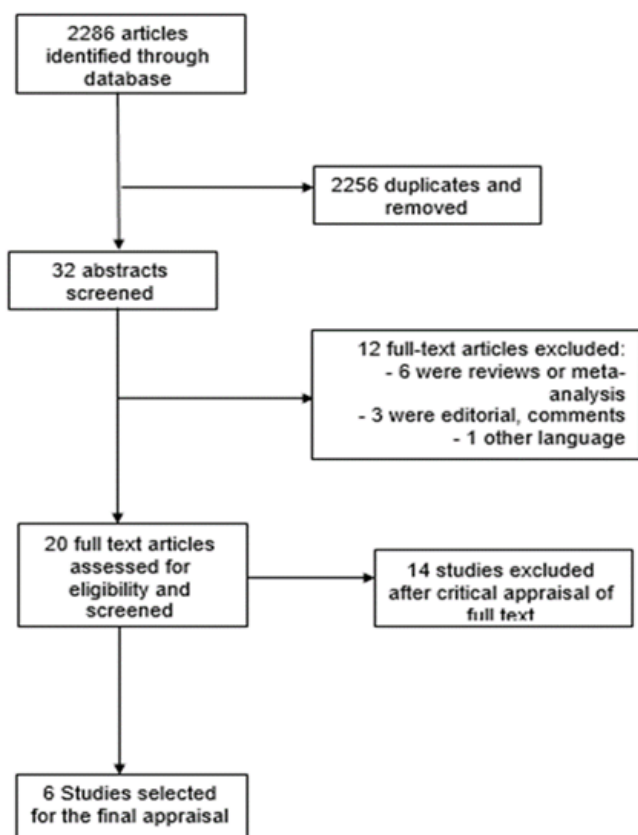 2286 articles
identified through
database
2256 duplicates and
removed
32 abstracts
screened
12 full-text articles excluded:
- 6 were reviews or meta-
analysis
- 3 were editorial, comments
- 1 other language
20 full text articles
assessed for
eligibility and
screened
14 studies excluded
after critical appraisal of
full text
6 Studies selected
for the final appraisal